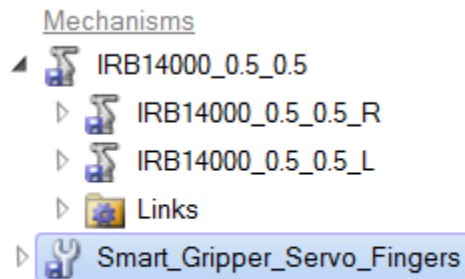 Mechanisms
IRB14000_0.5_0.5
IRB14000_0.5_0.5_R
IRB14000_0.5_0.5_L
Links
Smart_Gripper_Servo_Fingers